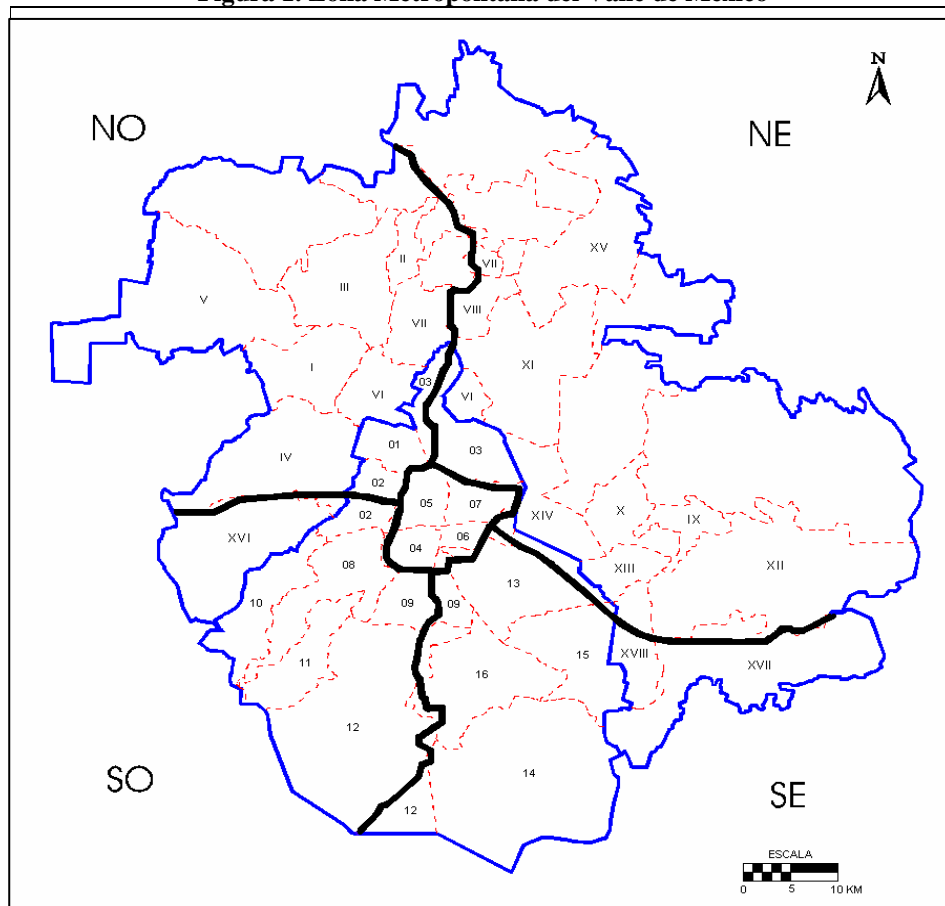 Figura 1. Zona Metropolitana del Valle de México
N
NO
NE
XV
II
VII
V
III
VII
VIII
XI
I
03
VI
VI
01
03
IV
02
05
07
XIV
X
IX
02
XVI
04
06
XIII
XII
08
13
10
09
09
15
XVIII
XVII
11
16
12
14
SO
SE
12
ESCALA
0 5 10 KM